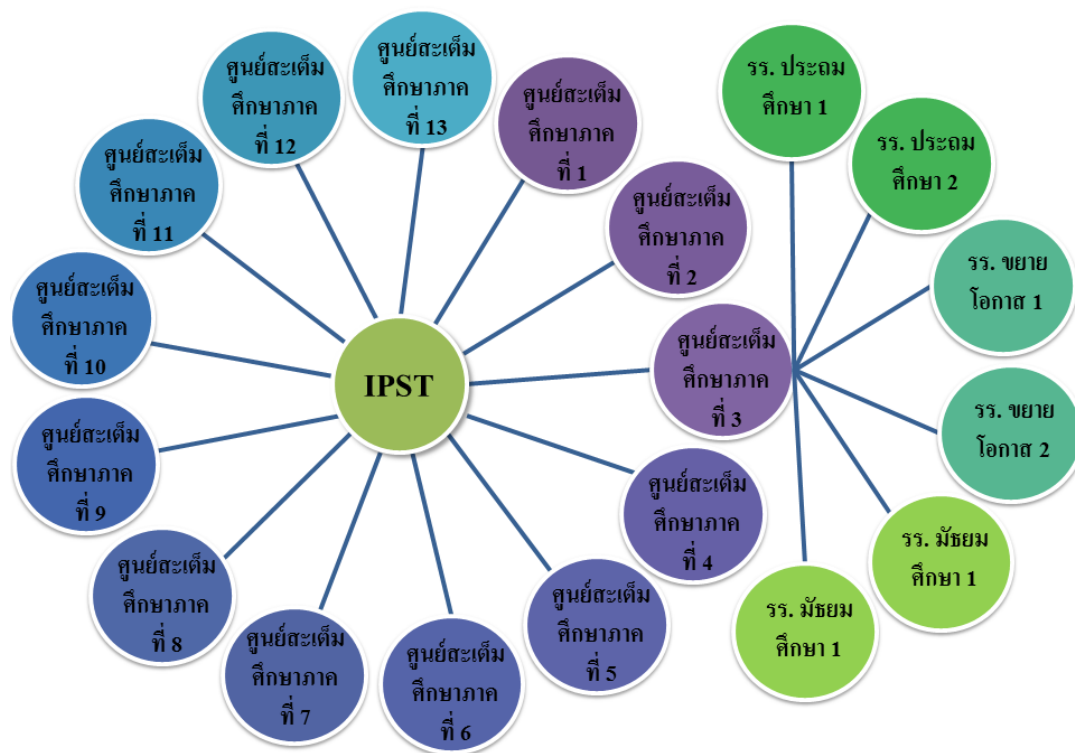 ศูนย์สะเต็ม
ศึกษาภาค
ที่ 13
ศูนย์สะเต็ม
ศึกษาภาค
ที่ 1
ศูนย์สะเต็ม
ศึกษาภาค
ที่ 2
ศูนย์สะเต็ม
ศึกษาภาค
ที่ 3
ศูนย์สะเต็ม
ศึกษาภาค
ที่ 4
ศูนย์สะเต็ม
ศึกษาภาค
ที่ 5
ศูนย์สะเต็ม
ศึกษาภาค
ที่ 6
ศูนย์สะเต็ม
ศึกษาภาค
ที่ 7
ศูนย์สะเต็ม
ศึกษาภาค
ที่ 8
ศูนย์สะเต็ม
ศึกษาภาค
ที่ 9
ศูนย์สะเต็ม
ศึกษาภาค
ที่ 10
ศูนย์สะเต็ม
ศึกษาภาค
ที่ 11
ศูนย์สะเต็ม
ศึกษาภาค
ที่ 12
IPST
รร. ประถม
ศึกษา 1
รร. ประถม
ศึกษา 2
รร. ขยาย
โอกาส 1
รร. ขยาย
โอกาส 2
รร. มัธยม
ศึกษา 1
รร. มัธยม
ศึกษา 1